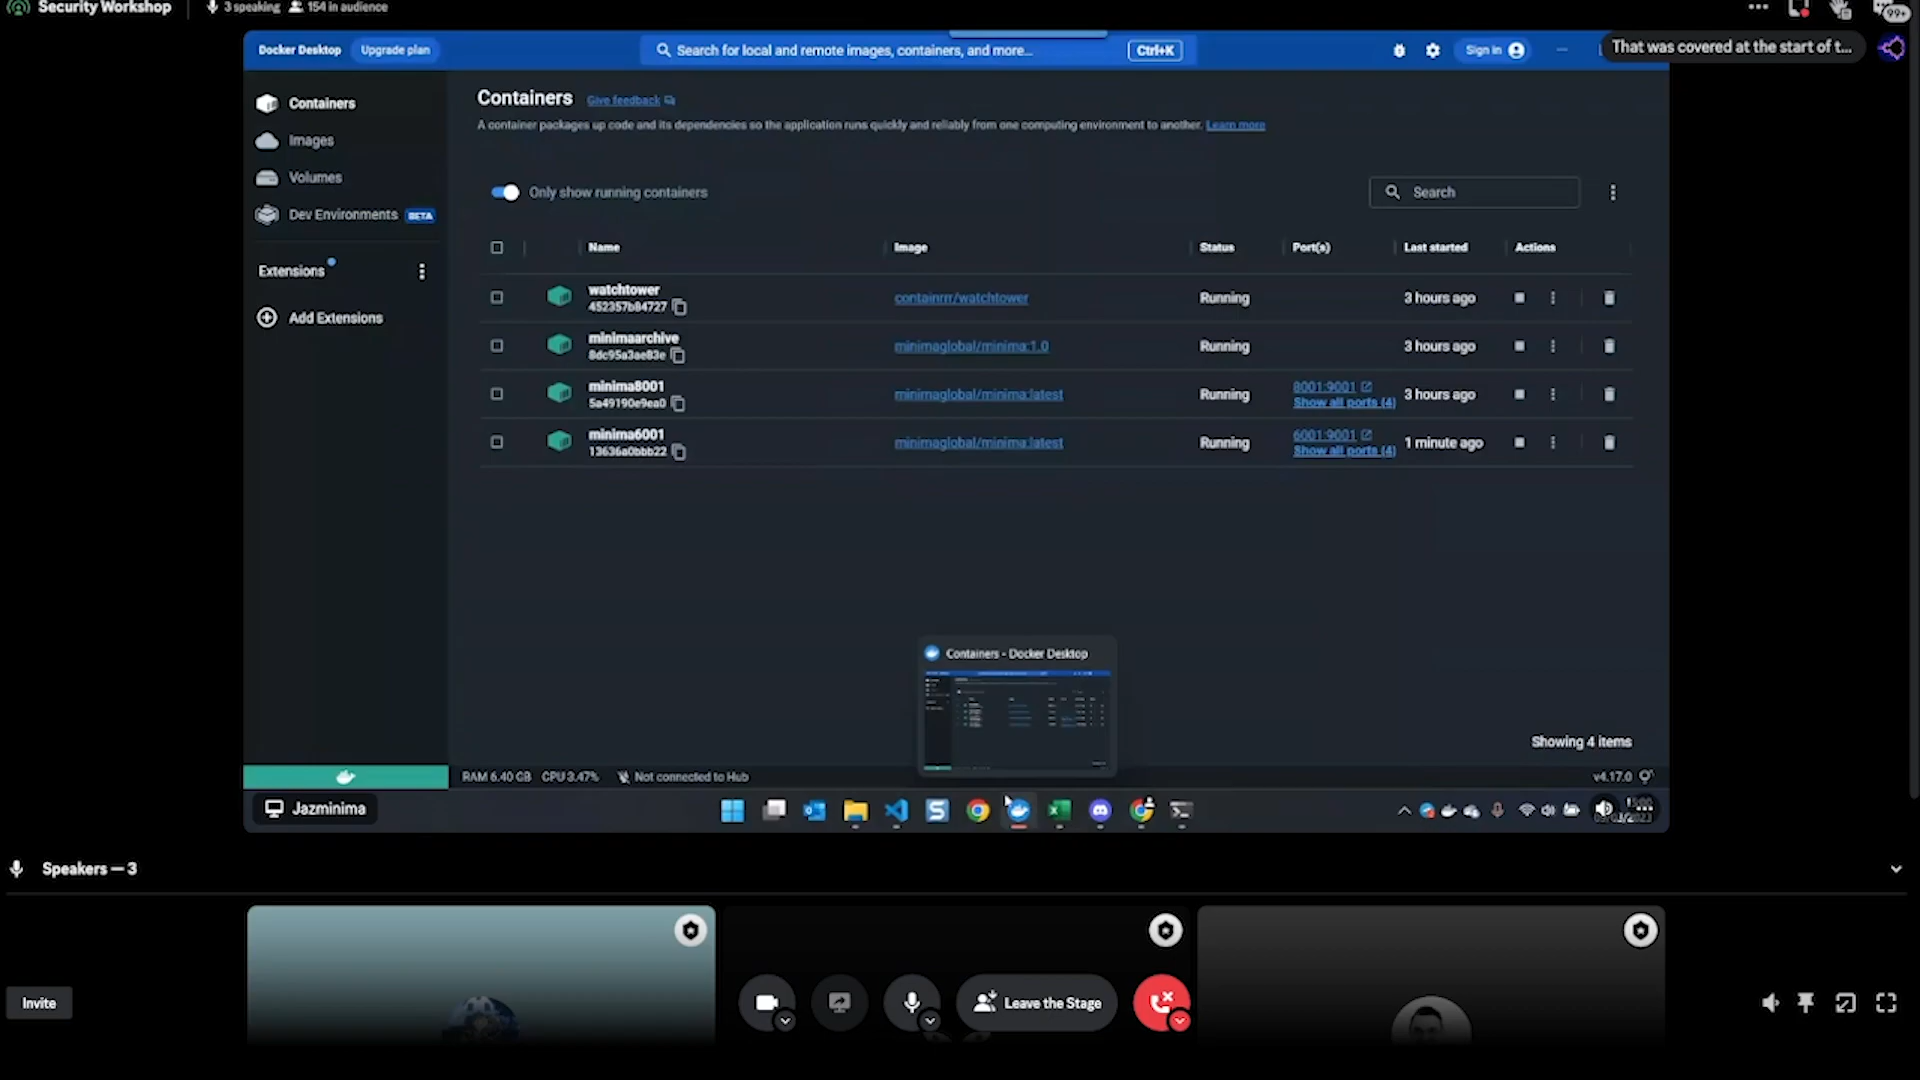 Security Workshop
3 speaking
154 in audience
99+
That was covered at the start of t...
Docker Desktop
Upgrade plan
Search for local and remote images, containers, and more...
Ctrl+K
Sign in
Containers
Images
Volumes
Dev Environments BETA
Extensions
Add Extensions
Containers
Give feedback
A container packages up code and its dependencies so the application runs quickly and reliably from one computing environment to another. Learn more
Only show running containers
Search
Name Image Status Port(s) Last started Actions
watchtower
452357b84727
containrrr/watchtower
Running
3 hours ago
minimaarchive
8dc95a3ae83e
minimaglobal/minima:1.0
Running
3 hours ago
minima8001
5a49190e9ea0
minimaglobal/minima:latest
Running
8001:9001
Show all ports (4)
3 hours ago
minima6001
13636a0bbb22
minimaglobal/minima:latest
Running
6001:9001
Show all ports (4)
1 minute ago
Containers - Docker Desktop
Showing 4 items
RAM 6.40 GB CPU 3.47% Not connected to Hub
v4.17.0
Jazminima
Speakers — 3
Invite
Leave the Stage